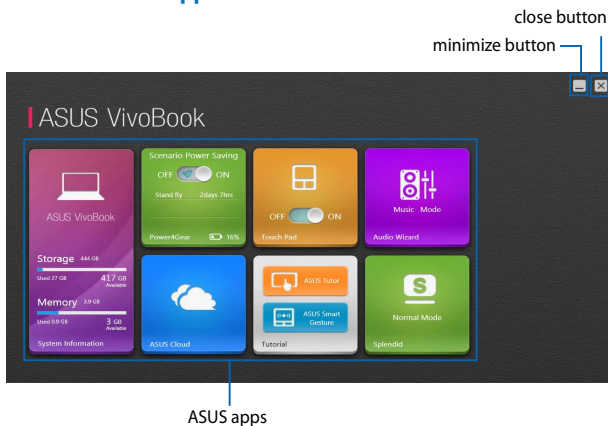 close button
minimize button
ASUS VivoBook
Scenario Power Saving
OFF ON
Stand By 2days 7hrs
Power4Gear 16%
OFF ON
Touch Pad
Music Mode
Audio Wizard
ASUS VivoBook
Storage 444 GB
Used 27 GB 417 GB
Available
Memory 3.9 GB
Used 0.9 GB 3 GB
Available
System Information
ASUS Cloud
ASUS Tutor
ASUS Smart
Gesture
Tutorial
S
Normal Mode
Splendid
ASUS apps